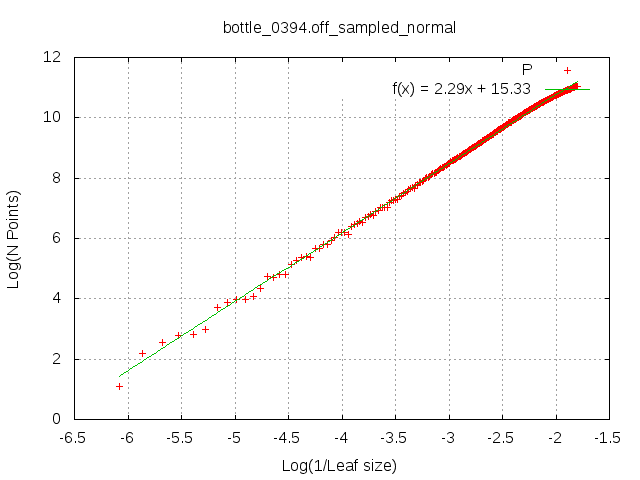 bottle_0394.off_sampled_normal
12
10
8
6
4
2
0
Log(N Points)
P
f(x) = 2.29x + 15.33
-6.5 -6 -5.5 -5 -4.5 -4 -3.5 -3 -2.5 -2 -1.5
Log(1/Leaf size)